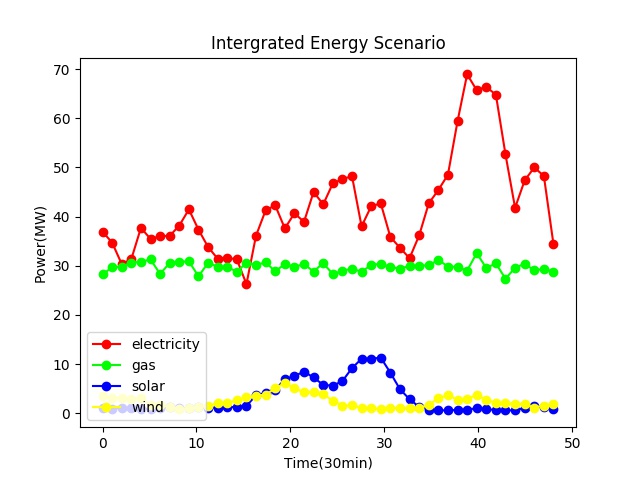 Intergrated Energy Scenario
Power(MW)
70
60
50
40
30
20
10
0
electricity
gas
solar
wind
0 10 20 30 40 50
Time(30min)